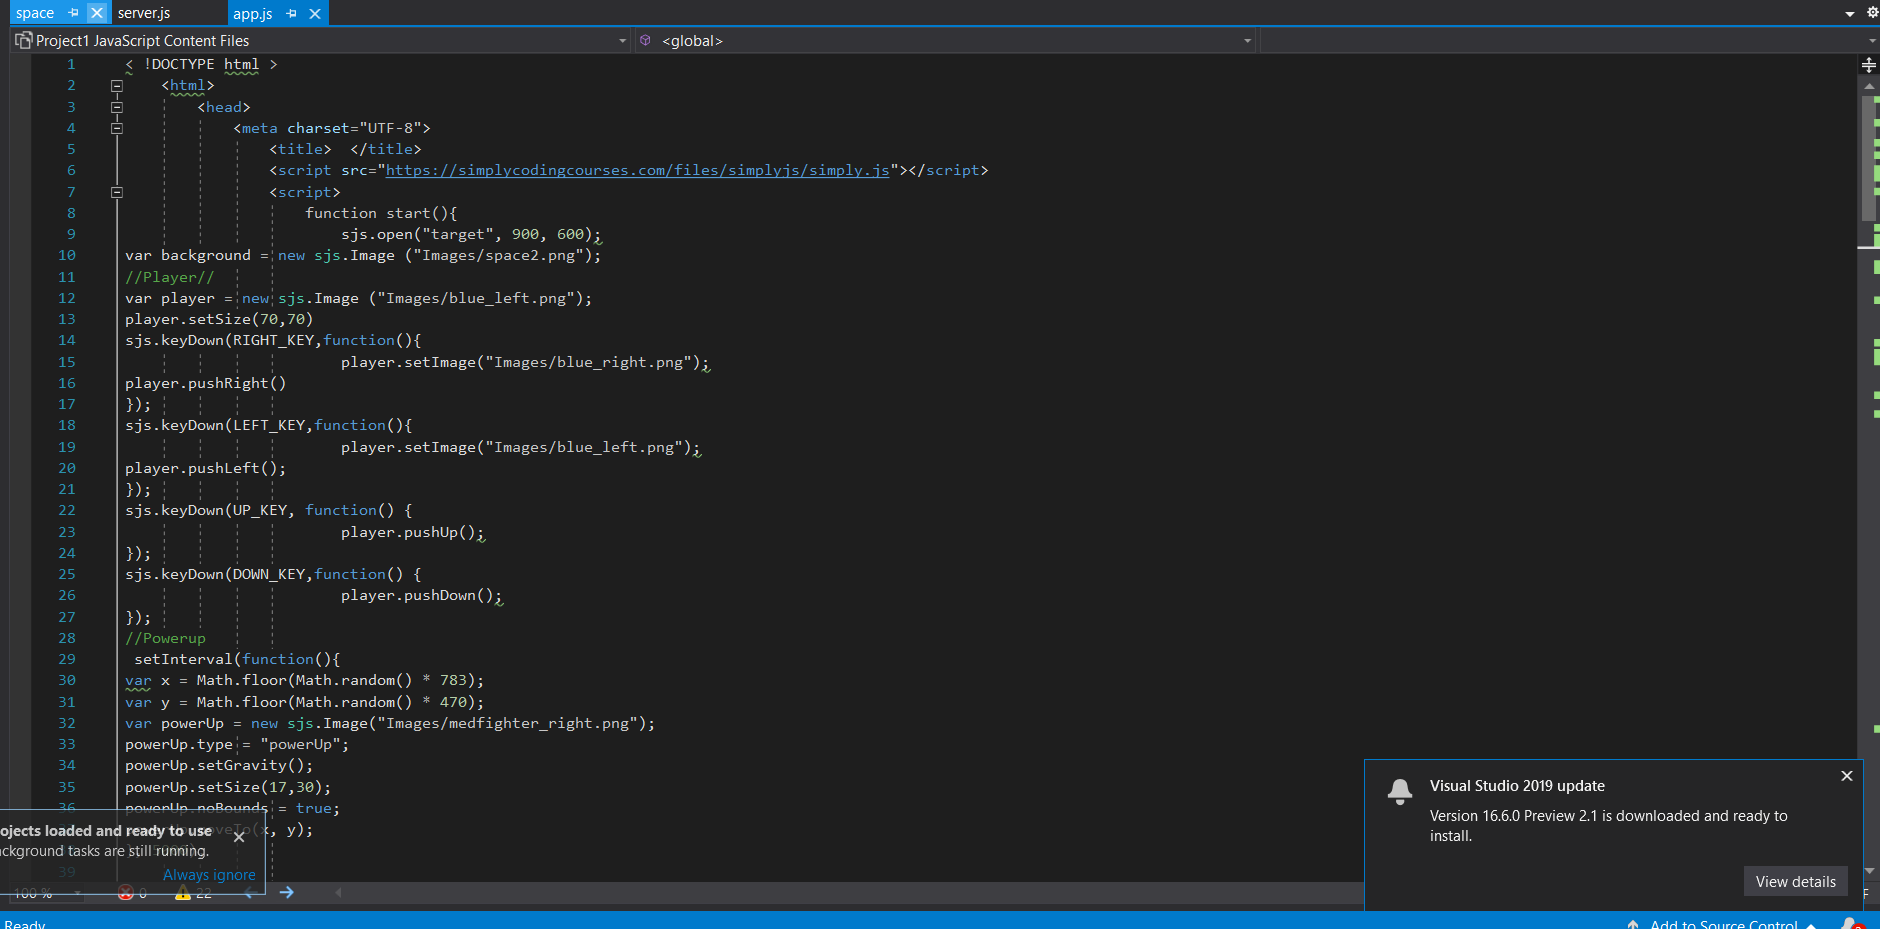 space
server.js
app.js
Project1 JavaScript Content Files
<global>
1 < !DOCTYPE html >
2 <html>
3 <head>
4 <meta charset="UTF-8">
5 <title>  </title>
6 <script src="https://simplycodingcourses.com/files/simplyjs/simply.js"></script>
7 <script>
8 function start(){
9 sjs.open("target", 900, 600);
10 var background = new sjs.Image ("Images/space2.png");
11 //Player//
12 var player = new sjs.Image ("Images/blue_left.png");
13 player.setSize(70,70)
14 sjs.keyDown(RIGHT_KEY,function(){
15 player.setImage("Images/blue_right.png");
16 player.pushRight()
17 });
18 sjs.keyDown(LEFT_KEY,function(){
19 player.setImage("Images/blue_left.png");
20 player.pushLeft();
21 });
22 sjs.keyDown(UP_KEY, function() {
23 player.pushUp();
24 });
25 sjs.keyDown(DOWN_KEY,function() {
26 player.pushDown();
27 });
28 //Powerup
29 setInterval(function(){
30 var x = Math.floor(Math.random() * 783);
31 var y = Math.floor(Math.random() * 470);
32 var powerUp = new sjs.Image("Images/medfighter_right.png");
33 powerUp.type = "powerUp";
34 powerUp.setGravity();
35 powerUp.setSize(17,30);
36 powerUp.noBounds = true;
(x, y);
39
ojects loaded and ready to use
ckground tasks are still running.
Always ignore
100 %
0
22
Visual Studio 2019 update
Version 16.6.0 Preview 2.1 is downloaded and ready to
install.
View details
Ready
Add to Source Control